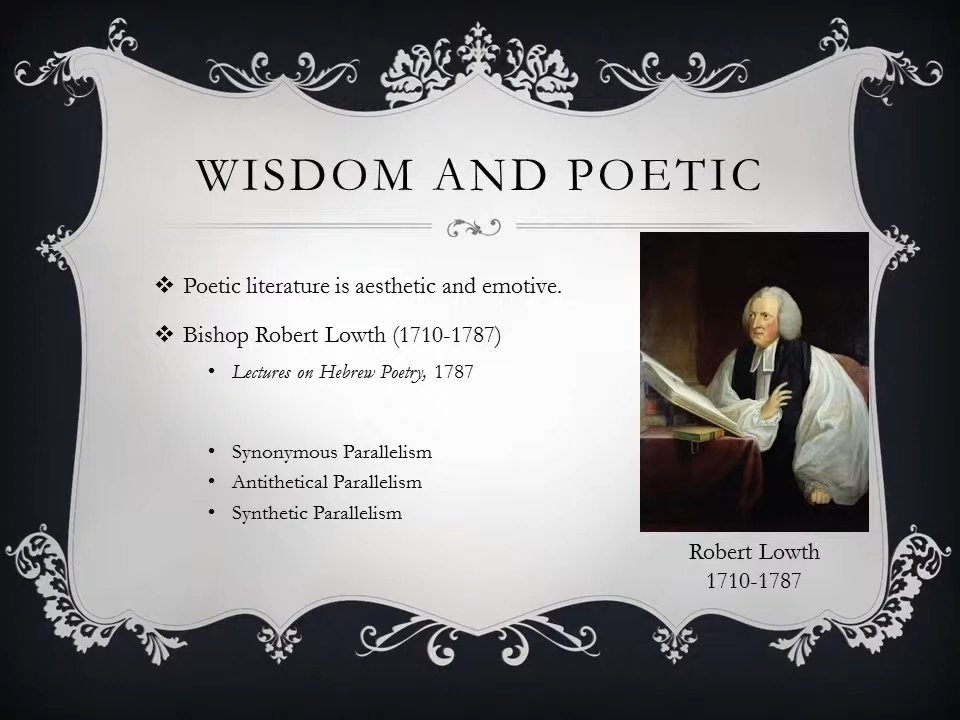 WISDOM AND POETIC
Poetic literature is aesthetic and emotive.
Bishop Robert Lowth (1710-1787)
Lectures on Hebrew Poetry, 1787
Synonymous Parallelism
Antithetical Parallelism
Synthetic Parallelism
Robert Lowth
1710-1787